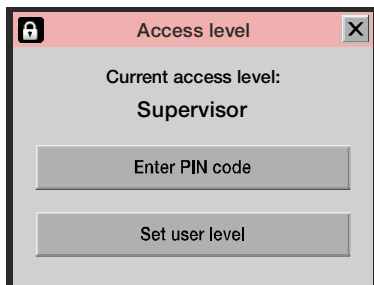 Access level
Current access level:
Supervisor
Enter PIN code
Set user level